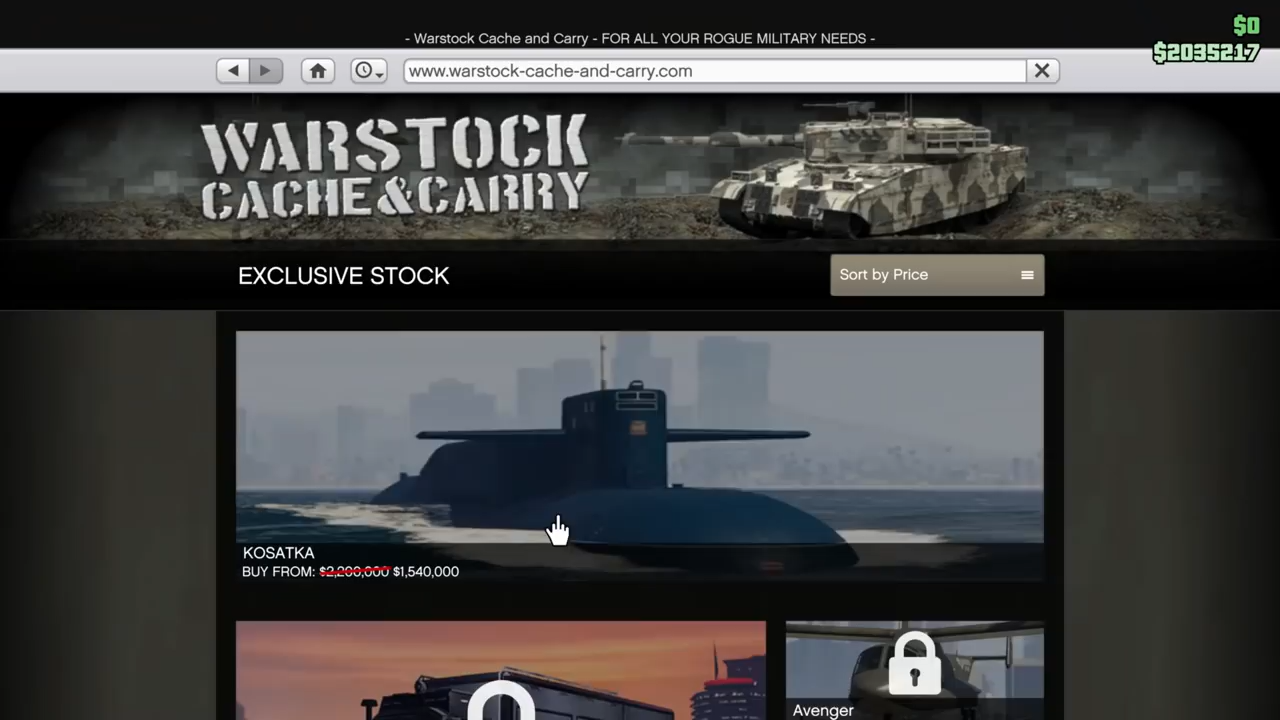 $0
- Warstock Cache and Carry - FOR ALL YOUR ROGUE MILITARY NEEDS -
$2035217
www.warstock-cache-and-carry.com
WARSTOCK
CACHE&CARRY
EXCLUSIVE STOCK
Sort by Price
KOSATKA
BUY FROM: $2,200,000 $1,540,000
Avenger